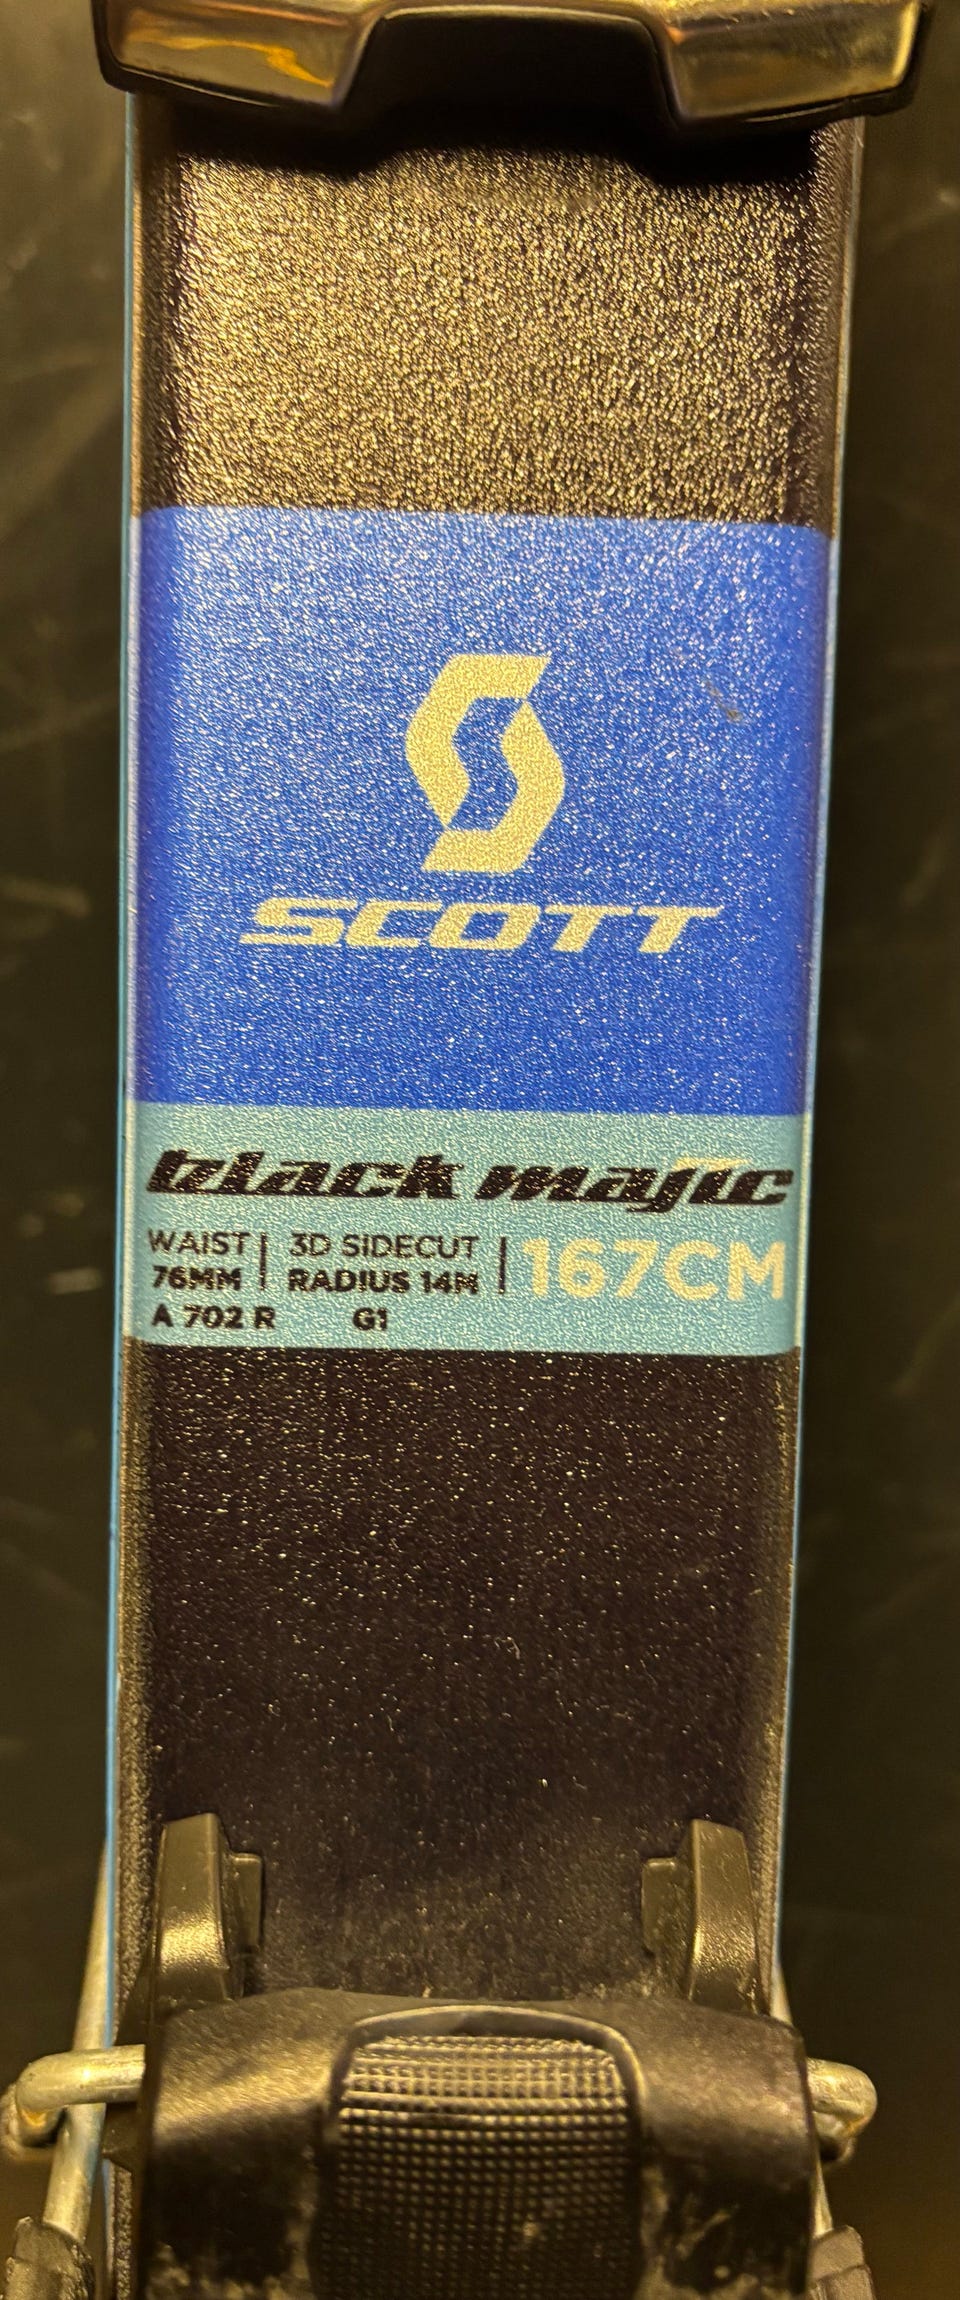 SCOTT
black majic
WAIST | 3D SIDECUT | 167CM
76MM | RADIUS 14M
A 702 R G1